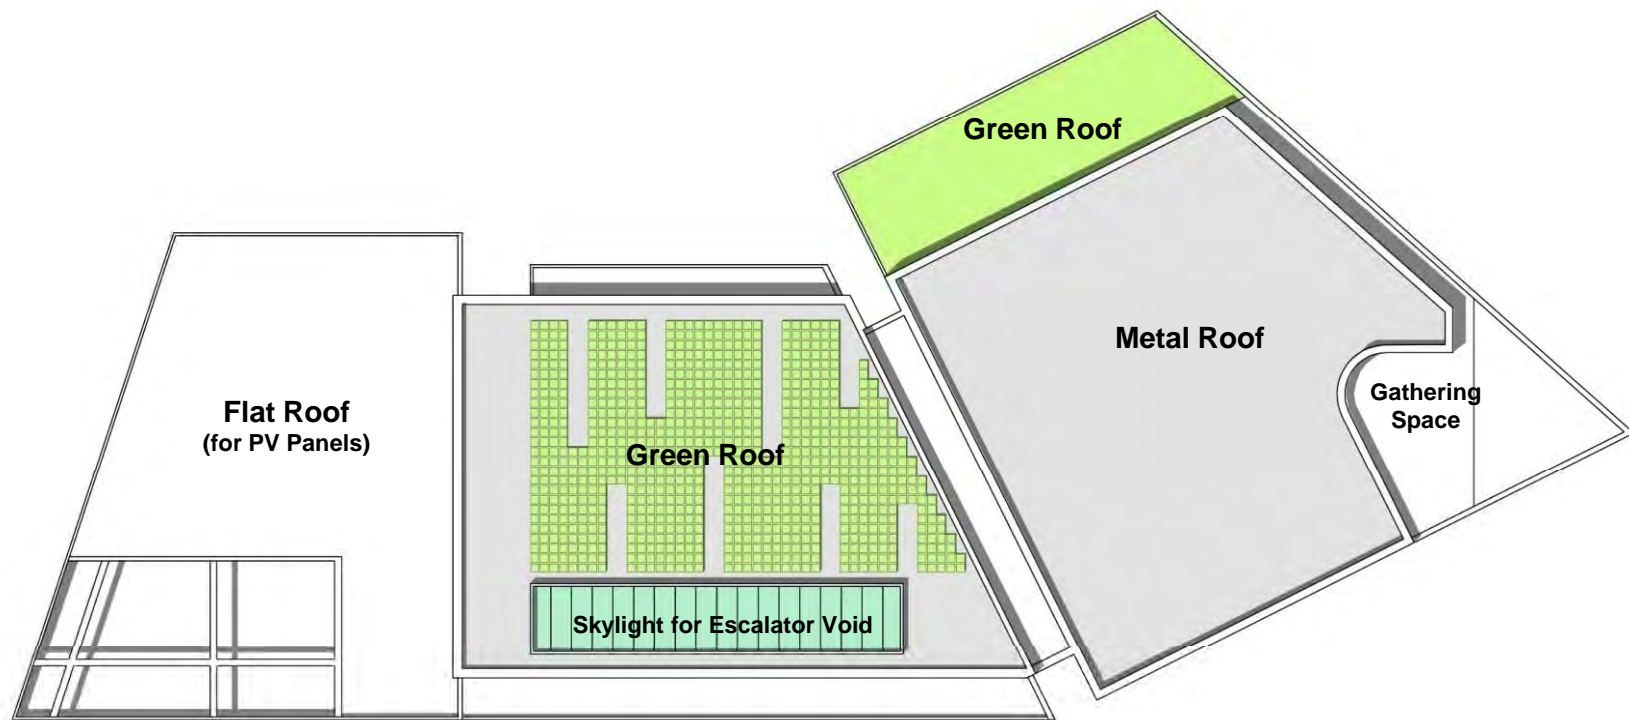 Green Roof
Metal Roof
Gathering
Space
Flat Roof
(for PV Panels)
Green Roof
Skylight for Escalator Void